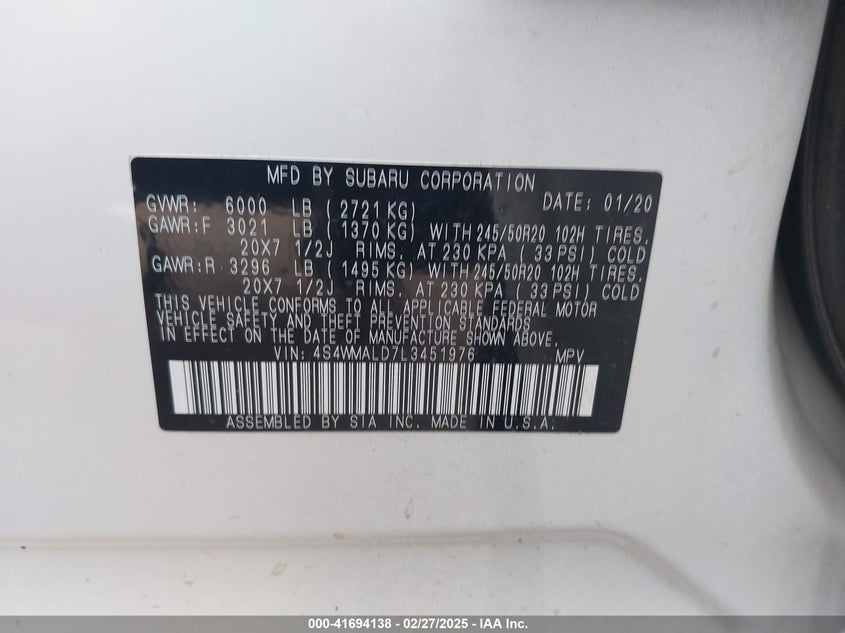 MFD BY SUBARU CORPORATION
GVWR: 6000 LB ( 2721 KG) DATE: 01/20
GAWR:F 3021 LB ( 1370 KG) WITH 245/50R20 102H TIRES,
20X7 1/2J RIMS, AT 230 KPA ( 33 PSI) COLD
GAWR:R 3296 LB ( 1495 KG) WITH 245/50R20 102H TIRES,
20X7 1/2J RIMS, AT 230 KPA ( 33 PSI) COLD
THIS VEHICLE CONFORMS TO ALL APPLICABLE FEDERAL MOTOR
VEHICLE SAFETY AND THEFT PREVENTION STANDARDS
IN EFFECT ON THE DATE OF MANUFACTURE SHOWN ABOVE.
VIN: 4S4WMALD7L3451976 MPV
ASSEMBLED BY SIA INC. MADE IN U.S.A.
000-41694138 - 02/27/2025 - IAA, Inc.